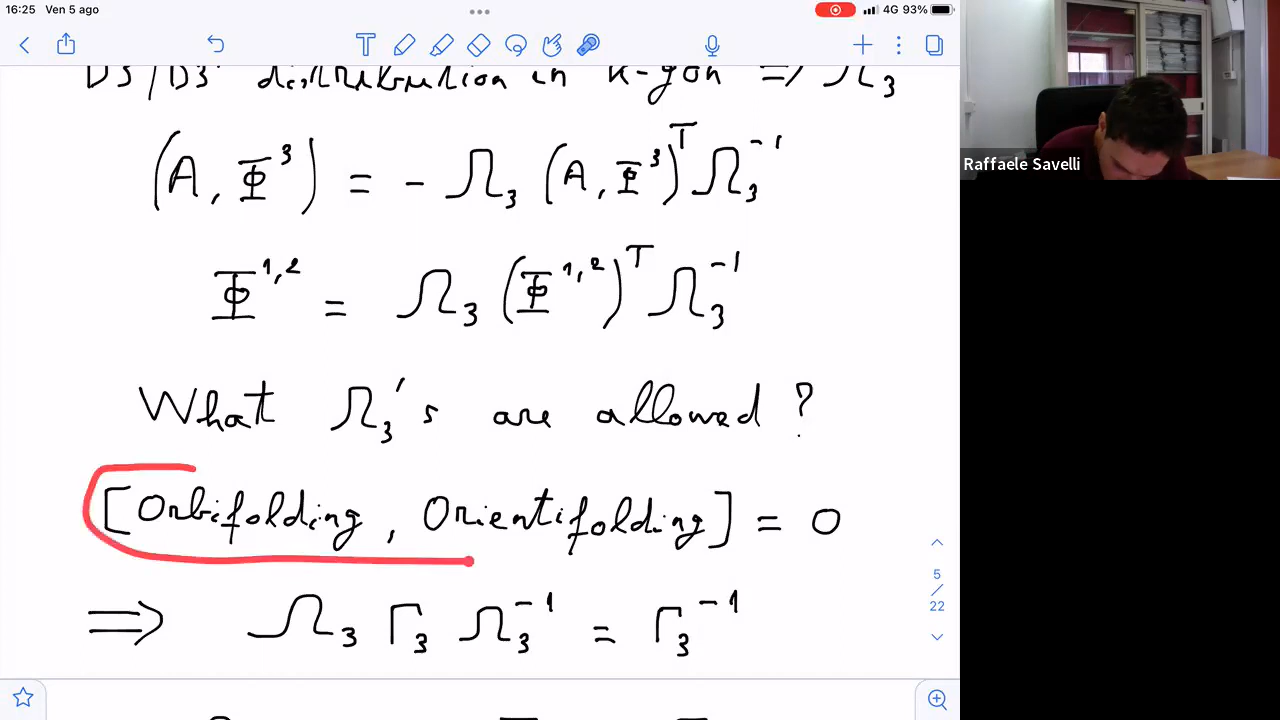 16:25 Ven 5 ago
4G 93%
D3/D3' distribution in k-gon ⟹ Ω₃
(A, Φ³) = - Ω₃ (A, Φ³)ᵀ Ω₃⁻¹
Φ¹,² = Ω₃ (Φ¹,²)ᵀ Ω₃⁻¹
What Ω₃'s are allowed ?
[Orbifolding , Orientifolding] = 0
⟹ Ω₃ Γ₃ Ω₃⁻¹ = Γ₃⁻¹
5
/
22
Raffaele Savelli